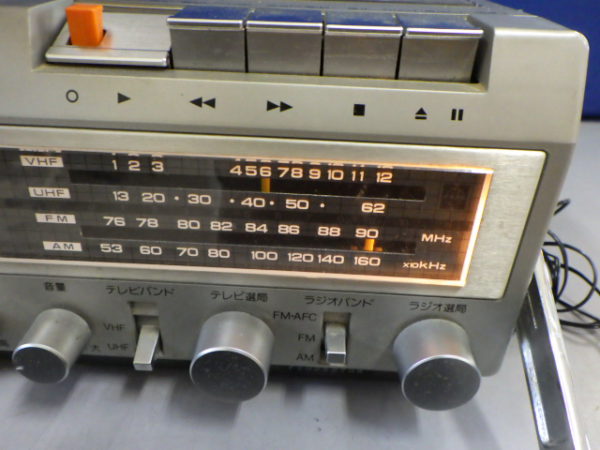 ○ ▶ ◀◀ ▶▶ ■ ▲ ❚❚
VHF 1 2 3 4 5 6 7 8 9 10 11 12
UHF 13 20 • 30 • 40 • 50 • 62
FM 76 78 80 82 84 86 88 90 MHz
AM 53 60 70 80 100 120 140 160 x10kHz
音量 テレビバンド テレビ選局 ラジオバンド ラジオ選局
FM-AFC
VHF
FM
大 UHF
AM